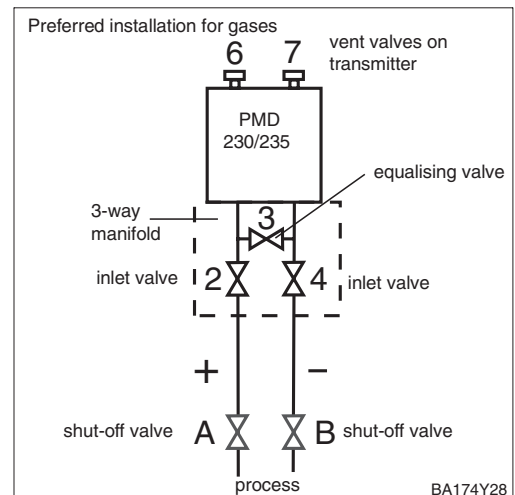 Preferred installation for gases
6
7
vent valves on
transmitter
PMD
230/235
equalising valve
3-way
manifold
3
inlet valve
2
4
inlet valve
+
–
shut-off valve
A
B
shut-off valve
process
BA174Y28